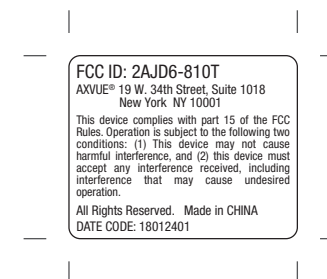 FCC ID: 2AJD6-810T
AXVUE® 19 W. 34th Street, Suite 1018
New York NY 10001
This device complies with part 15 of the FCC
Rules. Operation is subject to the following two
conditions: (1) This device may not cause
harmful interference, and (2) this device must
accept any interference received, including
interference that may cause undesired
operation.
All Rights Reserved. Made in CHINA
DATE CODE: 18012401